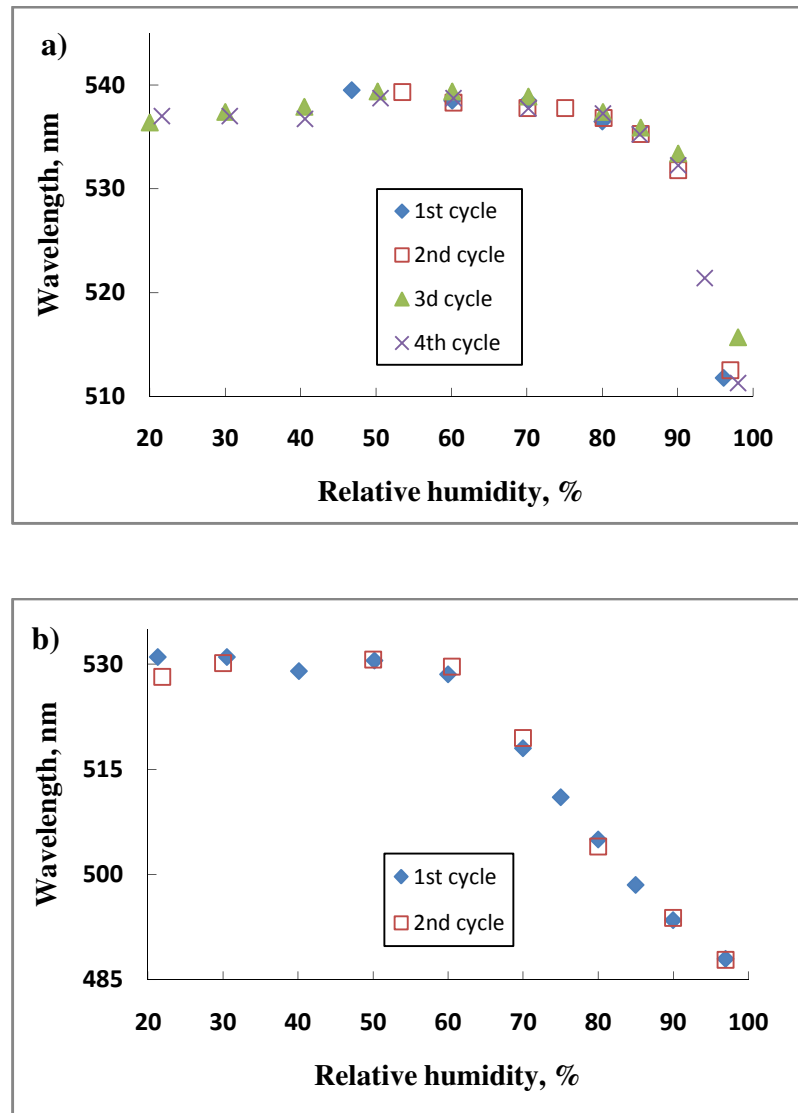 a)
540
530
520
510
Wavelength, nm
1st cycle
2nd cycle
3d cycle
4th cycle
20 30 40 50 60 70 80 90 100
Relative humidity, %
b)
530
515
500
485
Wavelength, nm
1st cycle
2nd cycle
20 30 40 50 60 70 80 90 100
Relative humidity, %